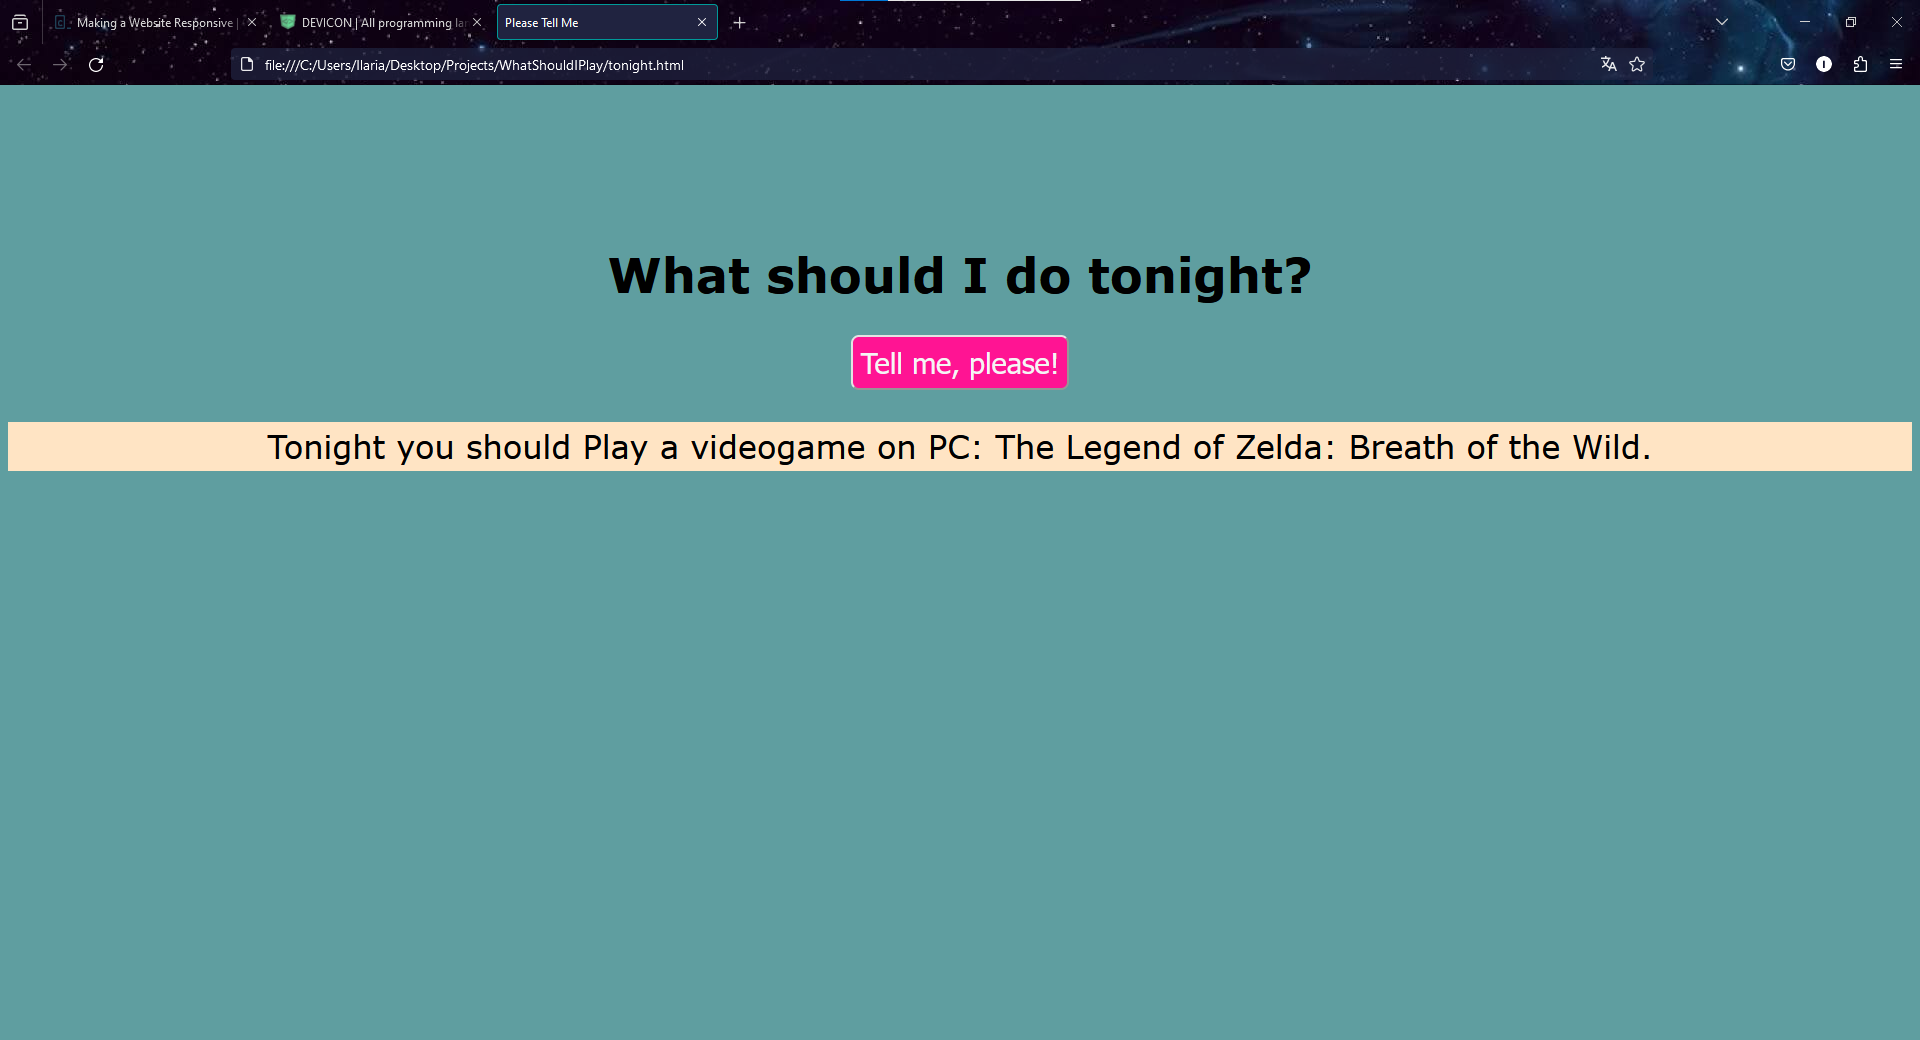 Making a Website Responsive |
DEVICON | All programming la
Please Tell Me
file:///C:/Users/Ilaria/Desktop/Projects/WhatShouldIPlay/tonight.html
I
What should I do tonight?
Tell me, please!
Tonight you should Play a videogame on PC: The Legend of Zelda: Breath of the Wild.